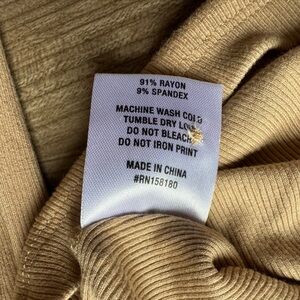 91% RAYON
9% SPANDEX
MACHINE WASH COLD
TUMBLE DRY LOW
DO NOT BLEACH
DO NOT IRON PRINT
MADE IN CHINA
#RN158180